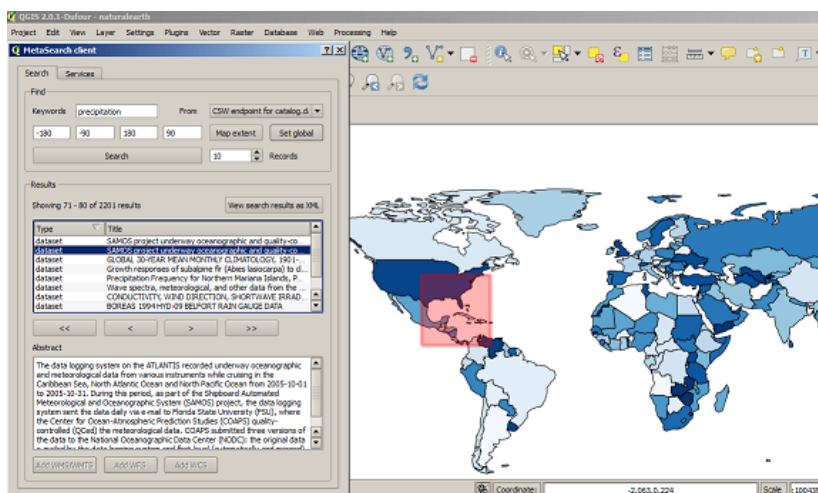 QGIS 2.0.1-Dufour - naturalearth
Project Edit View Layer Settings Plugins Vector Raster Database Web Processing Help
MetaSearch client
Search Services
Find
Keywords precipitation From CSW endpoint for catalog.d
-180 -90 180 90 Map extent Set global
Search 10 Records
Results
Showing 71 - 80 of 2201 results View search results as XML
Type Title
dataset SAMOS project underway oceanographic and quality-co
dataset SAMOS project underway oceanographic and quality-co
dataset GLOBAL 30-YEAR MEAN MONTHLY CLIMATOLOGY, 1901-...
dataset Growth responses of subalpine fir (Abies lasiocarpa) to d...
dataset Precipitation Frequency for Northern Mariana Islands, P...
dataset Wave spectra, meteorological, and other data from the ...
dataset CONDUCTIVITY, WIND DIRECTION, SHORTWAVE IRRAD...
dataset BOREAS 1994 HYD-09 BELFORT RAIN GAUGE DATA
<< < > >>
Abstract
The data logging system on the ATLANTIS recorded underway oceanographic
and meteorological data from various instruments while cruising in the
Caribbean Sea, North Atlantic Ocean and North Pacific Ocean from 2005-10-01
to 2005-10-31. During this period, as part of the Shipboard Automated
Meteorological and Oceanographic System (SAMOS) project, the data logging
system sent the data daily via e-mail to Florida State University (FSU), where
the Center for Ocean-Atmospheric Prediction Studies (COAPS) quality-
controlled (QCed) the meteorological data. COAPS submitted three versions of
the data to the National Oceanographic Data Center (NODC): the original data
Add WMS/WMTS Add WFS Add WCS
Coordinate: -2.063,0.224 Scale